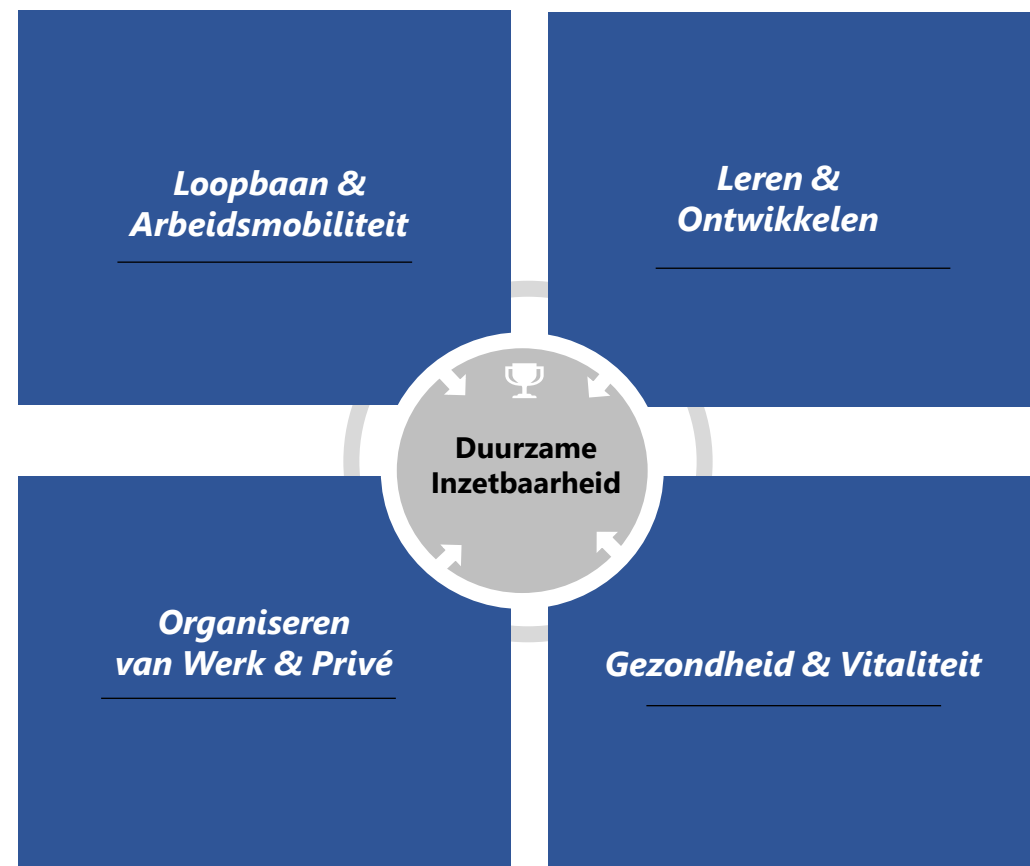 Loopbaan &
Arbeidsmobiliteit
Leren &
Ontwikkelen
Duurzame
Inzetbaarheid
Organiseren
van Werk & Privé
Gezondheid & Vitaliteit